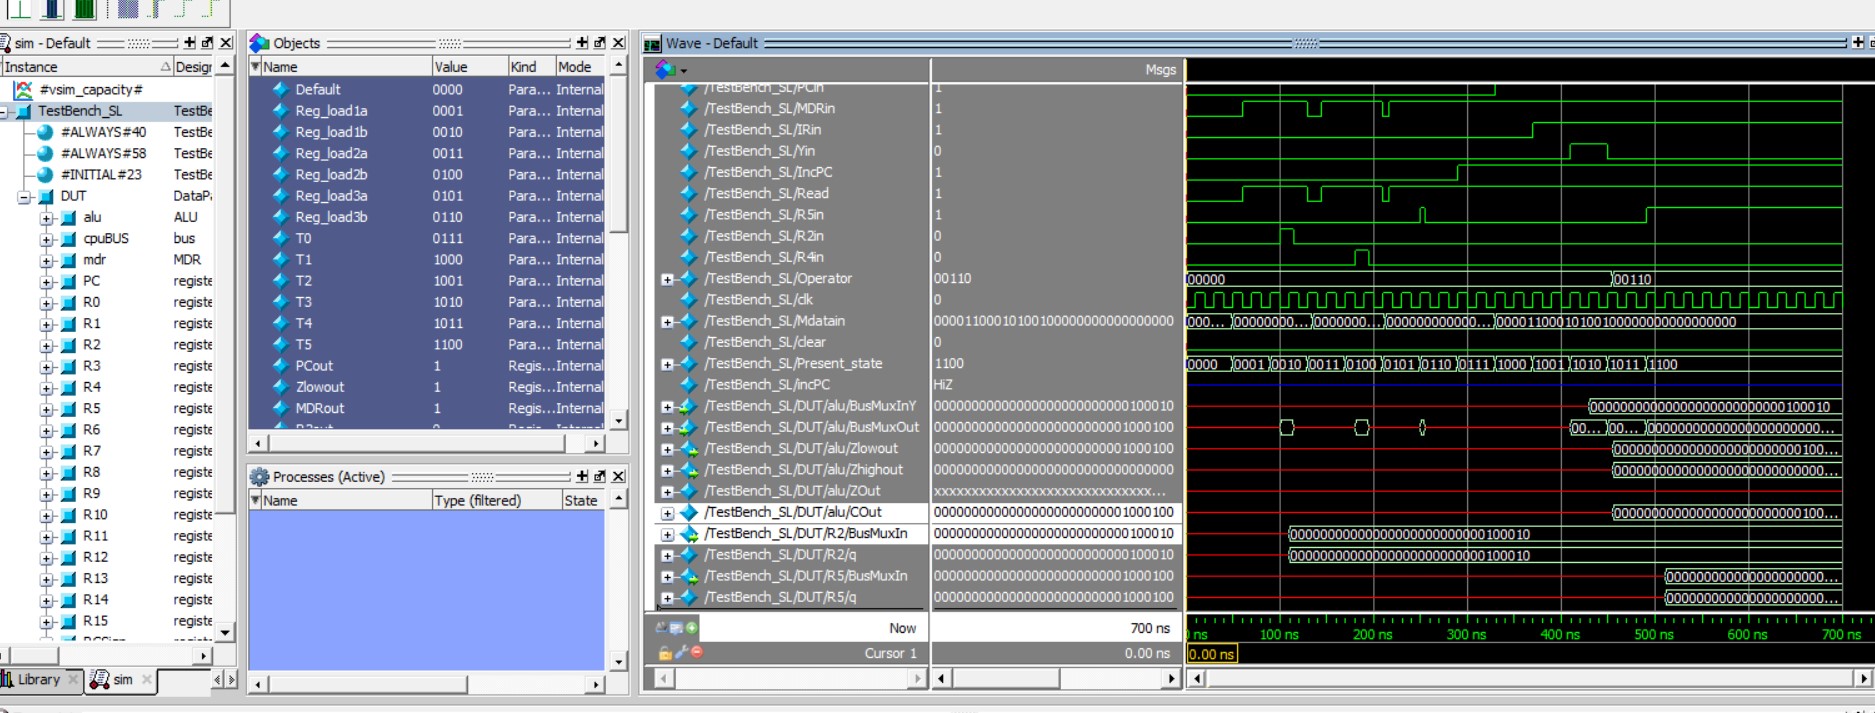 sim - Default
Instance Design
#vsim_capacity#
TestBench_SL TestBe
#ALWAYS#40 TestBe
#ALWAYS#58 TestBe
#INITIAL#23 TestBe
DUT DataPa
alu ALU
cpuBUS bus
mdr MDR
PC registe
R0 registe
R1 registe
R2 registe
R3 registe
R4 registe
R5 registe
R6 registe
R7 registe
R8 registe
R9 registe
R10 registe
R11 registe
R12 registe
R13 registe
R14 registe
R15 registe
Library sim
Objects
Name Value Kind Mode
Default 0000 Para... Internal
Reg_load1a 0001 Para... Internal
Reg_load1b 0010 Para... Internal
Reg_load2a 0011 Para... Internal
Reg_load2b 0100 Para... Internal
Reg_load3a 0101 Para... Internal
Reg_load3b 0110 Para... Internal
T0 0111 Para... Internal
T1 1000 Para... Internal
T2 1001 Para... Internal
T3 1010 Para... Internal
T4 1011 Para... Internal
T5 1100 Para... Internal
PCout 1 Regis... Internal
Zlowout 1 Regis... Internal
MDRout 1 Regis... Internal
Processes (Active)
Name Type (filtered) State
Wave - Default
Msgs
/TestBench_SL/PCin 1
/TestBench_SL/MDRin 1
/TestBench_SL/IRin 1
/TestBench_SL/Yin 0
/TestBench_SL/IncPC 1
/TestBench_SL/Read 1
/TestBench_SL/R5in 1
/TestBench_SL/R2in 0
/TestBench_SL/R4in 0
/TestBench_SL/Operator 00110 00000 00110
/TestBench_SL/clk 0
/TestBench_SL/Mdatain 00001100010100100000000000000000 000... 00000000... 0000000... 000000000000... 00001100010100100000000000000000
/TestBench_SL/clear 0
/TestBench_SL/Present_state 1100 0000 0001 0010 0011 0100 0101 0110 0111 1000 1001 1010 1011 1100
/TestBench_SL/incPC HiZ
/TestBench_SL/DUT/alu/BusMuxInY 00000000000000000000000000100010 00000000000000000000000000100010
/TestBench_SL/DUT/alu/BusMuxOut 00000000000000000000000001000100 00... 00... 00000000000000000000000...
/TestBench_SL/DUT/alu/Zlowout 00000000000000000000000001000100 00000000000000000000000000100...
/TestBench_SL/DUT/alu/Zhighout 00000000000000000000000000000000 0000000000000000000000000000...
/TestBench_SL/DUT/alu/ZOut xxxxxxxxxxxxxxxxxxxxxxxxxxxxx...
/TestBench_SL/DUT/alu/COut 00000000000000000000000001000100 00000000000000000000000000100...
/TestBench_SL/DUT/R2/BusMuxIn 00000000000000000000000000100010 00000000000000000000000000100010
/TestBench_SL/DUT/R2/q 00000000000000000000000000100010 00000000000000000000000000100010
/TestBench_SL/DUT/R5/BusMuxIn 00000000000000000000000001000100 000000000000000000000...
/TestBench_SL/DUT/R5/q 00000000000000000000000001000100 000000000000000000000...
Now 700 ns ns 100 ns 200 ns 300 ns 400 ns 500 ns 600 ns 700 ns
Cursor 1 0.00 ns 0.00 ns